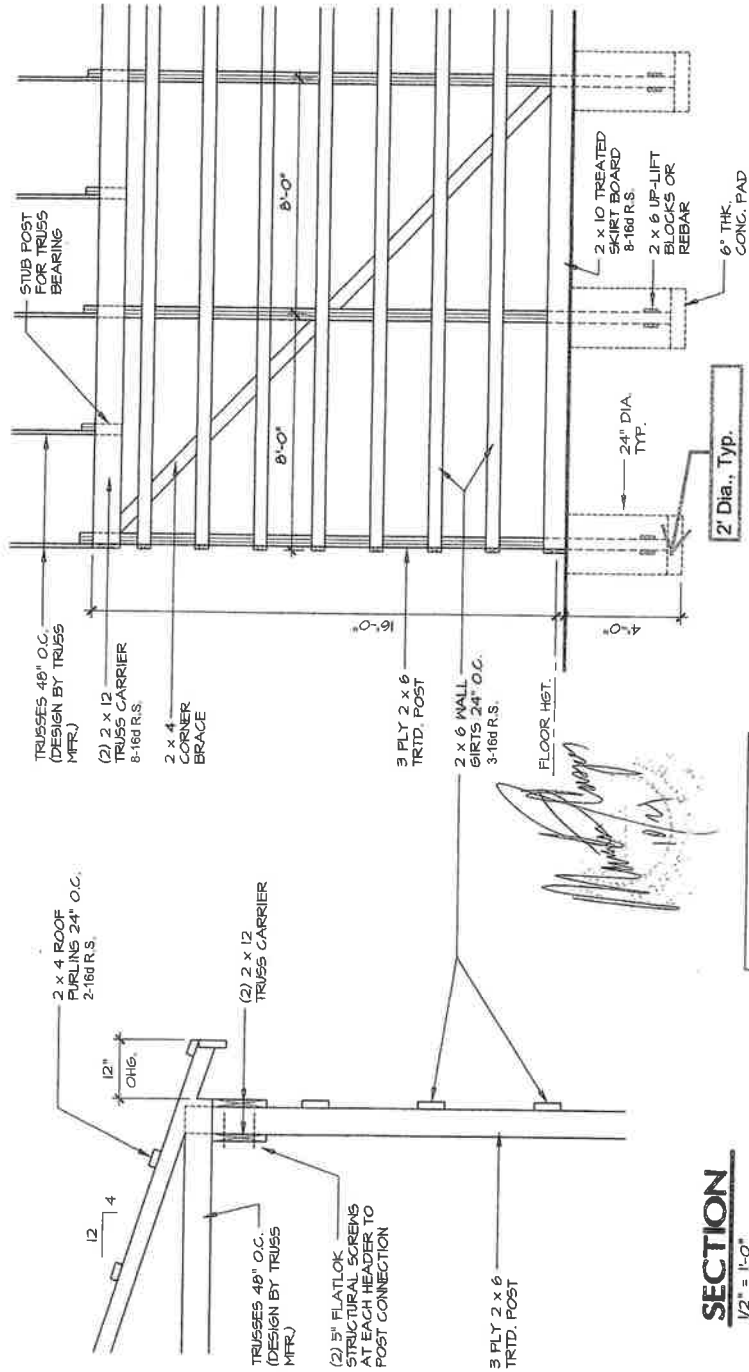 12
4
2 x 4 ROOF
PURLINS 24" O.C.
2-16d R.S.
12"
OHG.
TRUSSES 48" O.C.
(DESIGN BY TRUSS
MFR.)
(2) 2 x 12
TRUSS CARRIER
(2) 5" FLATLOK
STRUCTURAL SCREWS
AT EACH HEADER TO
POST CONNECTION
3 PLY 2 x 6
TRTD. POST
SECTION
1/2" = 1'-0"
TRUSSES 48" O.C.
(DESIGN BY TRUSS
MFR.)
(2) 2 x 12
TRUSS CARRIER
8-16d R.S.
2 x 4
CORNER
BRACE
3 PLY 2 x 6
TRTD. POST
2 x 6 WALL
GIRTS 24" O.C.
3-16d R.S.
FLOOR HGT.
STUB POST
FOR TRUSS
BEARING
8'-0"
8'-0"
16'-0"
4'-0"
24" DIA.
TYP.
2' Dia., Typ.
2 x 10 TREATED
SKIRT BOARD
8-16d R.S.
2 x 6 UP-LIFT
BLOCKS OR
REBAR
6" THK.
CONC. PAD